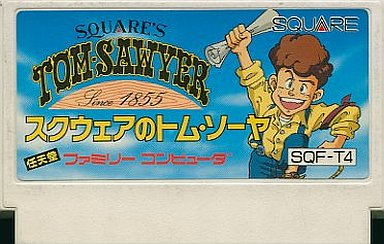 SQUARE'S
TOM·SAWYER
Since 1855
スクウェアのトム・ソーヤ
任天堂 ファミリー コンピュータ
SQUARE
SQF-T4